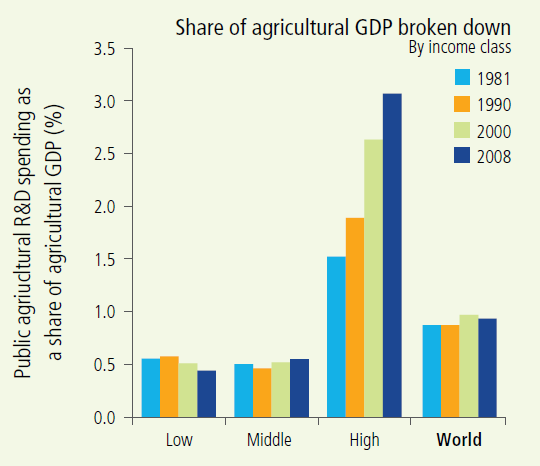 Share of agricultural GDP broken down
By income class
1981
1990
2000
2008
Public agriuctural R&D spending as
a share of agricultural GDP (%)
3.5
3.0
2.5
2.0
1.5
1.0
0.5
0.0
Low Middle High World